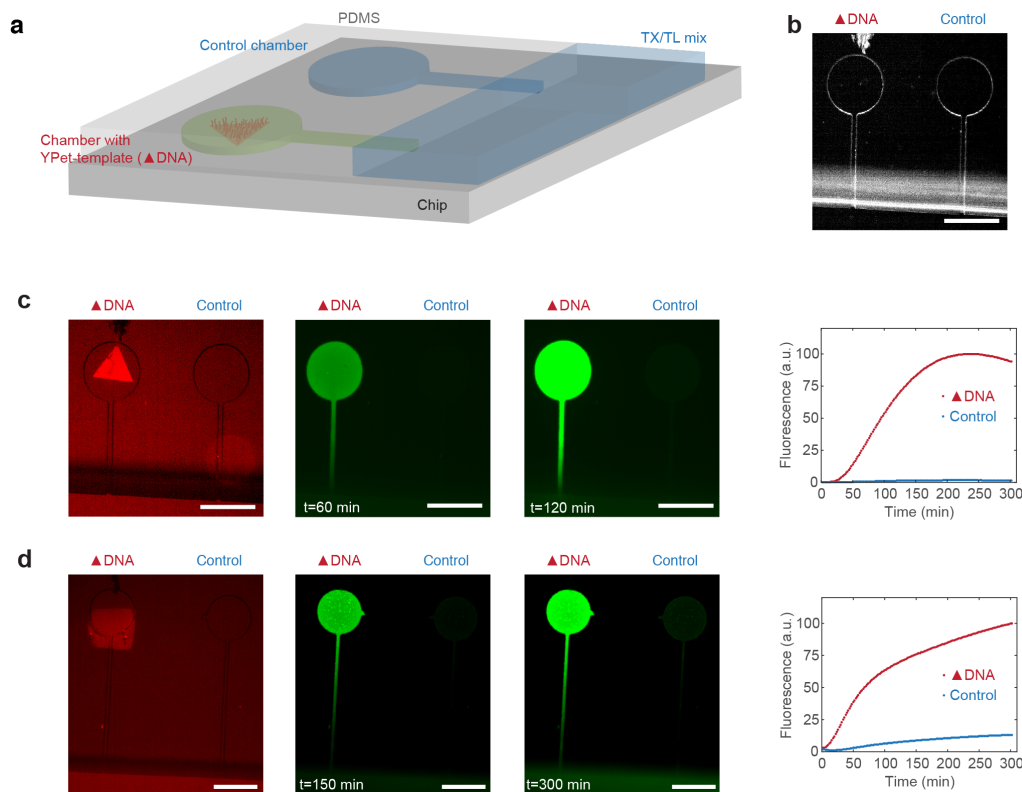 a
PDMS
Control chamber
TX/TL mix
Chamber with
YPet-template (▲DNA)
Chip
b
▲DNA Control
c
▲DNA Control
▲DNA Control
t=60 min
▲DNA Control
t=120 min
Fluorescence (a.u.)
100
75
50
25
0
0 50 100 150 200 250 300
Time (min)
▲DNA
Control
d
▲DNA Control
▲DNA Control
t=150 min
▲DNA Control
t=300 min
Fluorescence (a.u.)
100
75
50
25
0
0 50 100 150 200 250 300
Time (min)
▲DNA
Control